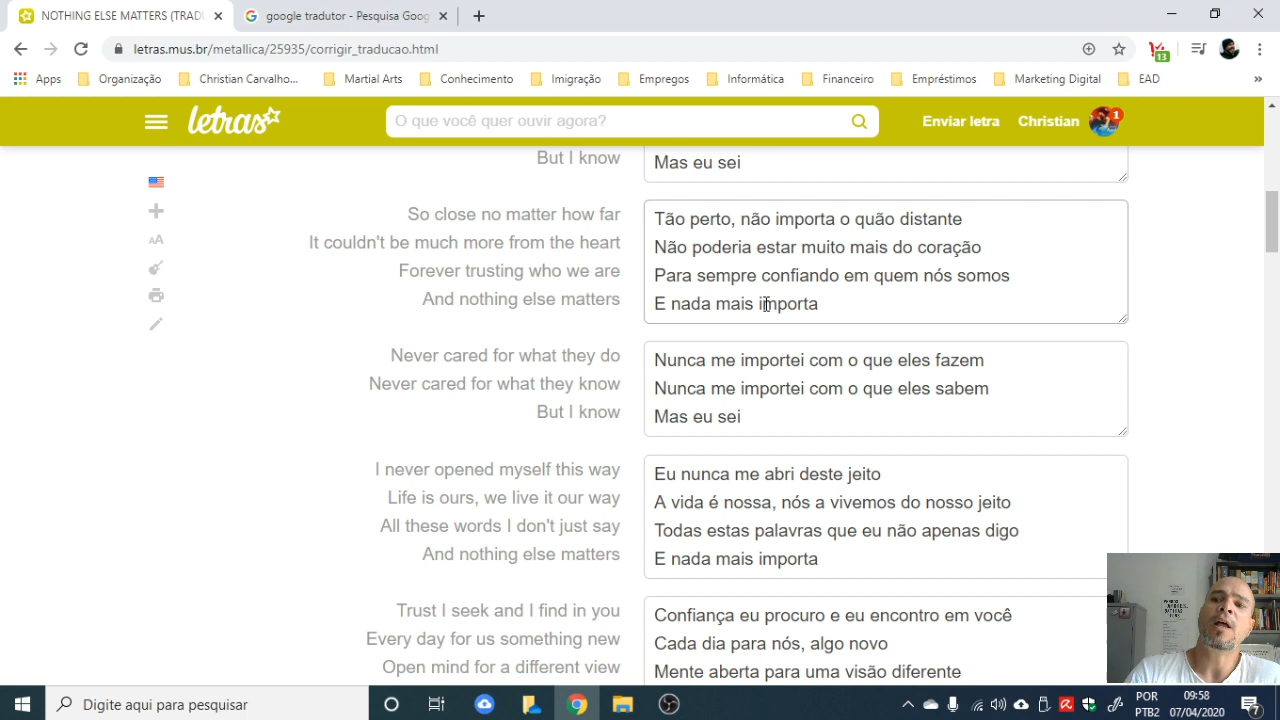 NOTHING ELSE MATTERS (TRADU
google tradutor - Pesquisa Goog
letras.mus.br/metallica/25935/corrigir_traducao.html
13
Apps
Organização
Christian Carvalho...
Martial Arts
Conhecimento
Imigração
Empregos
Informática
Financeiro
Empréstimos
Marketing Digital
EAD
»
letras
O que você quer ouvir agora?
Enviar letra
Christian
1
But I know
Mas eu sei
So close no matter how far
Tão perto, não importa o quão distante
It couldn't be much more from the heart
Não poderia estar muito mais do coração
Forever trusting who we are
Para sempre confiando em quem nós somos
And nothing else matters
E nada mais importa
AA
Never cared for what they do
Nunca me importei com o que eles fazem
Never cared for what they know
Nunca me importei com o que eles sabem
But I know
Mas eu sei
I never opened myself this way
Eu nunca me abri deste jeito
Life is ours, we live it our way
A vida é nossa, nós a vivemos do nosso jeito
All these words I don't just say
Todas estas palavras que eu não apenas digo
And nothing else matters
E nada mais importa
Trust I seek and I find in you
Confiança eu procuro e eu encontro em você
Every day for us something new
Cada dia para nós, algo novo
Open mind for a different view
Mente aberta para uma visão diferente
Digite aqui para pesquisar
POR
PTB2
09:58
07/04/2020
7